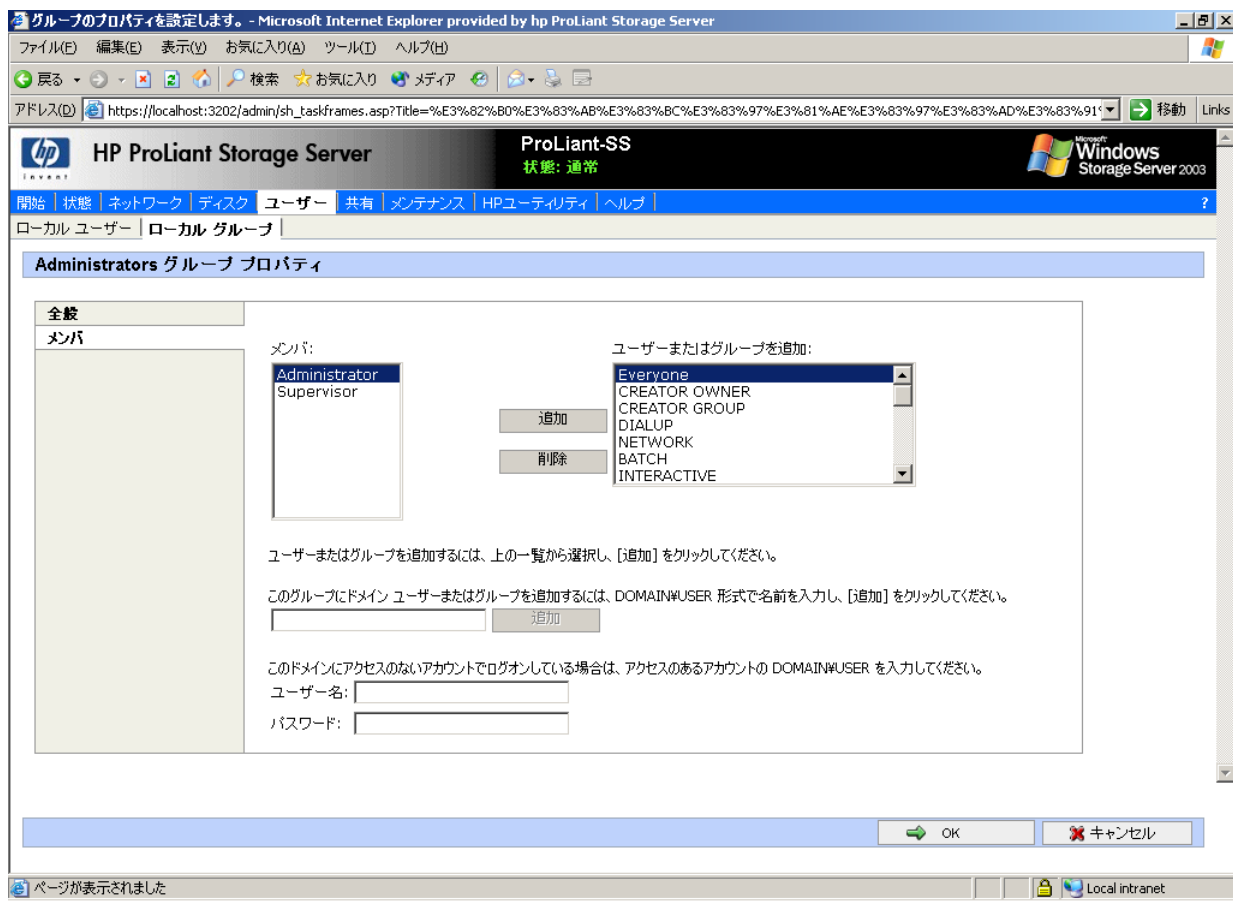 グループのプロパティを設定します。 - Microsoft Internet Explorer provided by hp ProLiant Storage Server
ファイル(F) 編集(E) 表示(V) お気に入り(A) ツール(T) ヘルプ(H)
戻る 検索 お気に入り メディア
アドレス(D) https://localhost:3202/admin/sh_taskframes.asp?Title=%E3%82%B0%E3%83%AB%E3%83%BC%E3%83%97%E3%81%AE%E3%83%97%E3%83%AD%E3%83%91 移動 Links
hp invent HP ProLiant Storage Server
ProLiant-SS
状態: 通常
Microsoft Windows Storage Server 2003
開始 | 状態 | ネットワーク | ディスク | ユーザー | 共有 | メンテナンス | HPユーティリティ | ヘルプ | ?
ローカル ユーザー | ローカル グループ |
Administrators グループ プロパティ
全般
メンバ
メンバ:
Administrator
Supervisor
追加
削除
ユーザーまたはグループを追加:
Everyone
CREATOR OWNER
CREATOR GROUP
DIALUP
NETWORK
BATCH
INTERACTIVE
ユーザーまたはグループを追加するには、上の一覧から選択し、[追加] をクリックしてください。
このグループにドメイン ユーザーまたはグループを追加するには、DOMAIN¥USER 形式で名前を入力し、[追加] をクリックしてください。
追加
このドメインにアクセスのないアカウントでログオンしている場合は、アクセスのあるアカウントの DOMAIN¥USER を入力してください。
ユーザー名:
パスワード:
OK キャンセル
ページが表示されました Local intranet